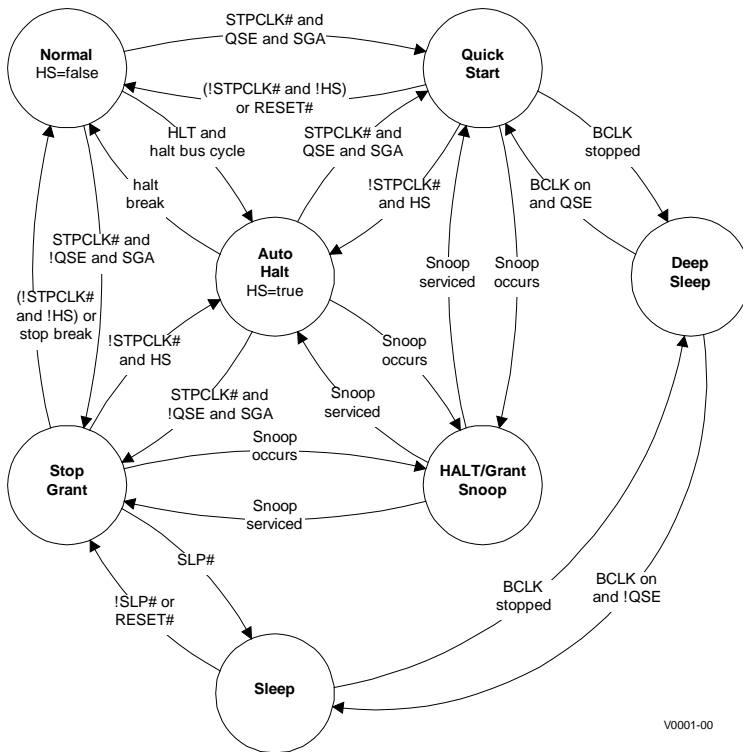 STPCLK# and
QSE and SGA
Normal
HS=false
Quick
Start
(!STPCLK# and !HS)
or RESET#
HLT and
halt bus cycle
STPCLK# and
QSE and SGA
BCLK
stopped
halt
break
!STPCLK#
and HS
BCLK on
and QSE
STPCLK# and
!QSE and SGA
Auto
Halt
HS=true
Snoop
serviced
Snoop
occurs
Deep
Sleep
(!STPCLK#
and !HS) or
stop break
!STPCLK#
and HS
Snoop
occurs
STPCLK# and
!QSE and SGA
Snoop
serviced
Stop
Grant
Snoop
occurs
HALT/Grant
Snoop
Snoop
serviced
SLP#
!SLP# or
RESET#
BCLK
stopped
BCLK on
and !QSE
Sleep
V0001-00